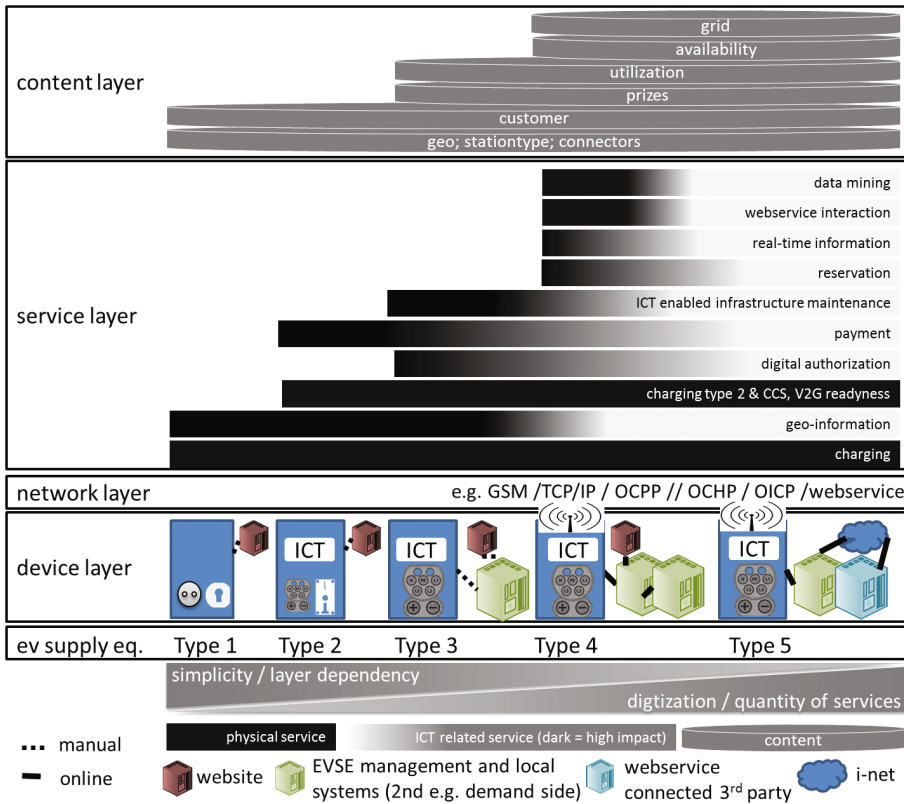 grid
availability
content layer
utilization
prizes
customer
geo; stationtype; connectors
data mining
webservice interaction
real-time information
reservation
service layer
ICT enabled infrastructure maintenance
payment
digital authorization
charging type 2 & CCS, V2G readyness
geo-information
charging
network layer
e.g. GSM /TCP/IP / OCPP // OCHP / OICP /webservice
device layer
ICT
ICT
ICT
ICT
ev supply eq.
Type 1
Type 2
Type 3
Type 4
Type 5
simplicity / layer dependency
digtization / quantity of services
manual
physical service
ICT related service (dark = high impact)
content
online
website
EVSE management and local
systems (2nd e.g. demand side)
webservice
connected 3rd party
i-net